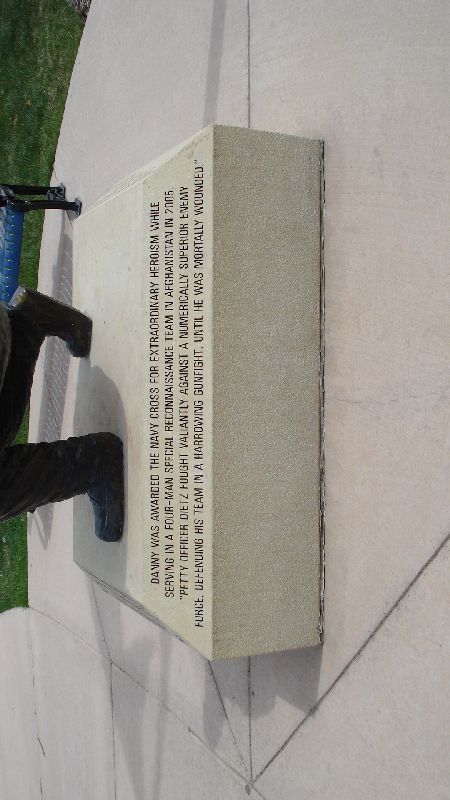 DANNY WAS AWARDED THE NAVY CROSS FOR EXTRAORDINARY HEROISM WHILE
SERVING IN A FOUR-MAN SPECIAL RECONNAISSANCE TEAM IN AFGHANISTAN IN 2005.
"PETTY OFFICER DIETZ FOUGHT VALIANTLY AGAINST A NUMERICALLY SUPERIOR ENEMY
FORCE, DEFENDING HIS TEAM IN A HARROWING GUNFIGHT, UNTIL HE WAS MORTALLY WOUNDED."